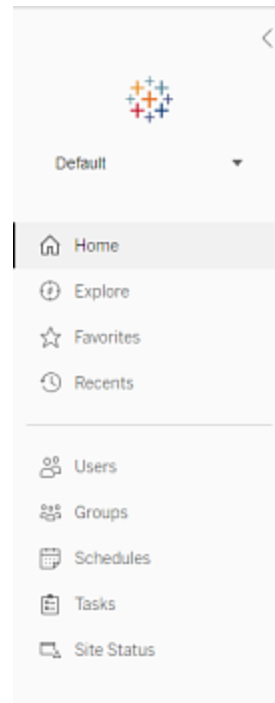 Default
Home
Explore
Favorites
Recents
Users
Groups
Schedules
Tasks
Site Status